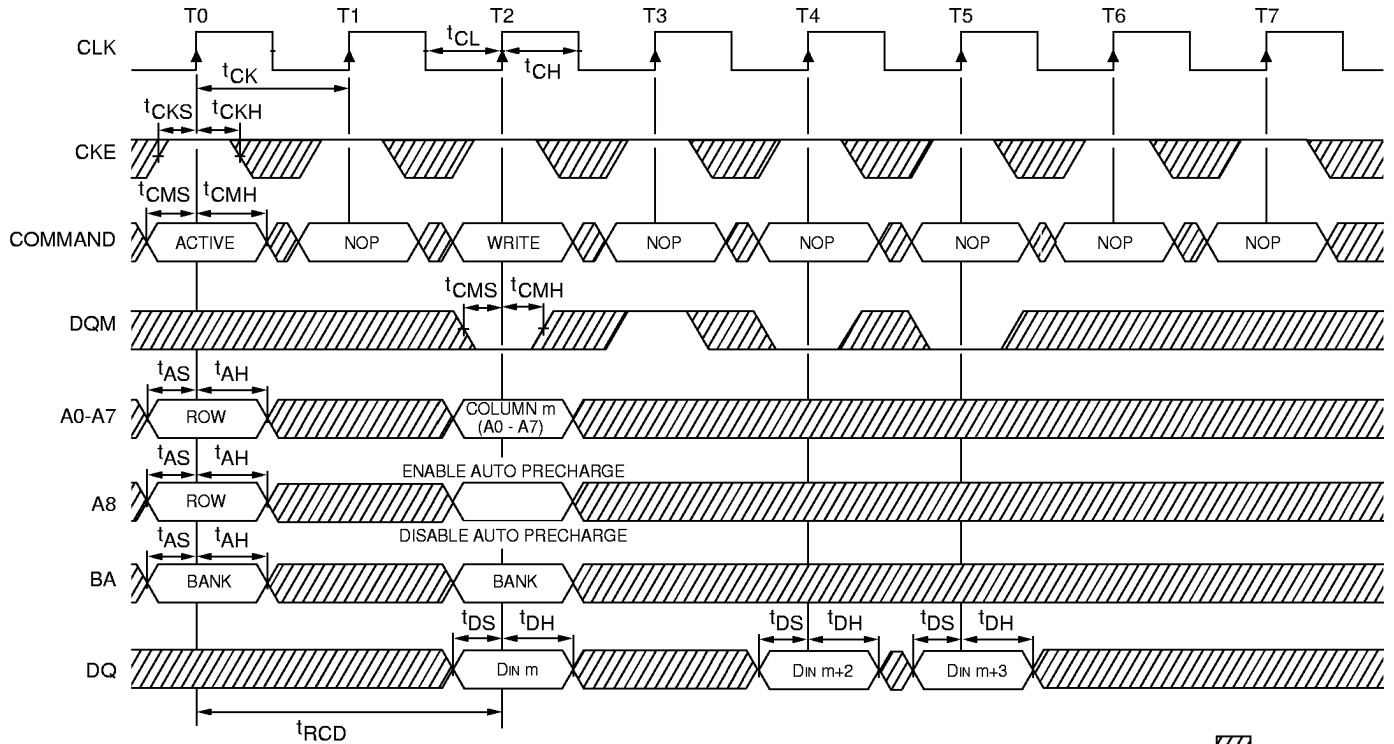 T0 T1 T2 T3 T4 T5 T6 T7
CLK
tCL
tCH
tCK
tCKS tCKH
CKE
tCMS tCMH
COMMAND ACTIVE NOP WRITE NOP NOP NOP NOP NOP
tCMS tCMH
DQM
tAS tAH
A0-A7 ROW COLUMN m
(A0 - A7)
tAS tAH ENABLE AUTO PRECHARGE
A8 ROW
tAS tAH DISABLE AUTO PRECHARGE
BA BANK BANK
tDS tDH tDS tDH tDS tDH
DQ DIN m DIN m+2 DIN m+3
tRCD